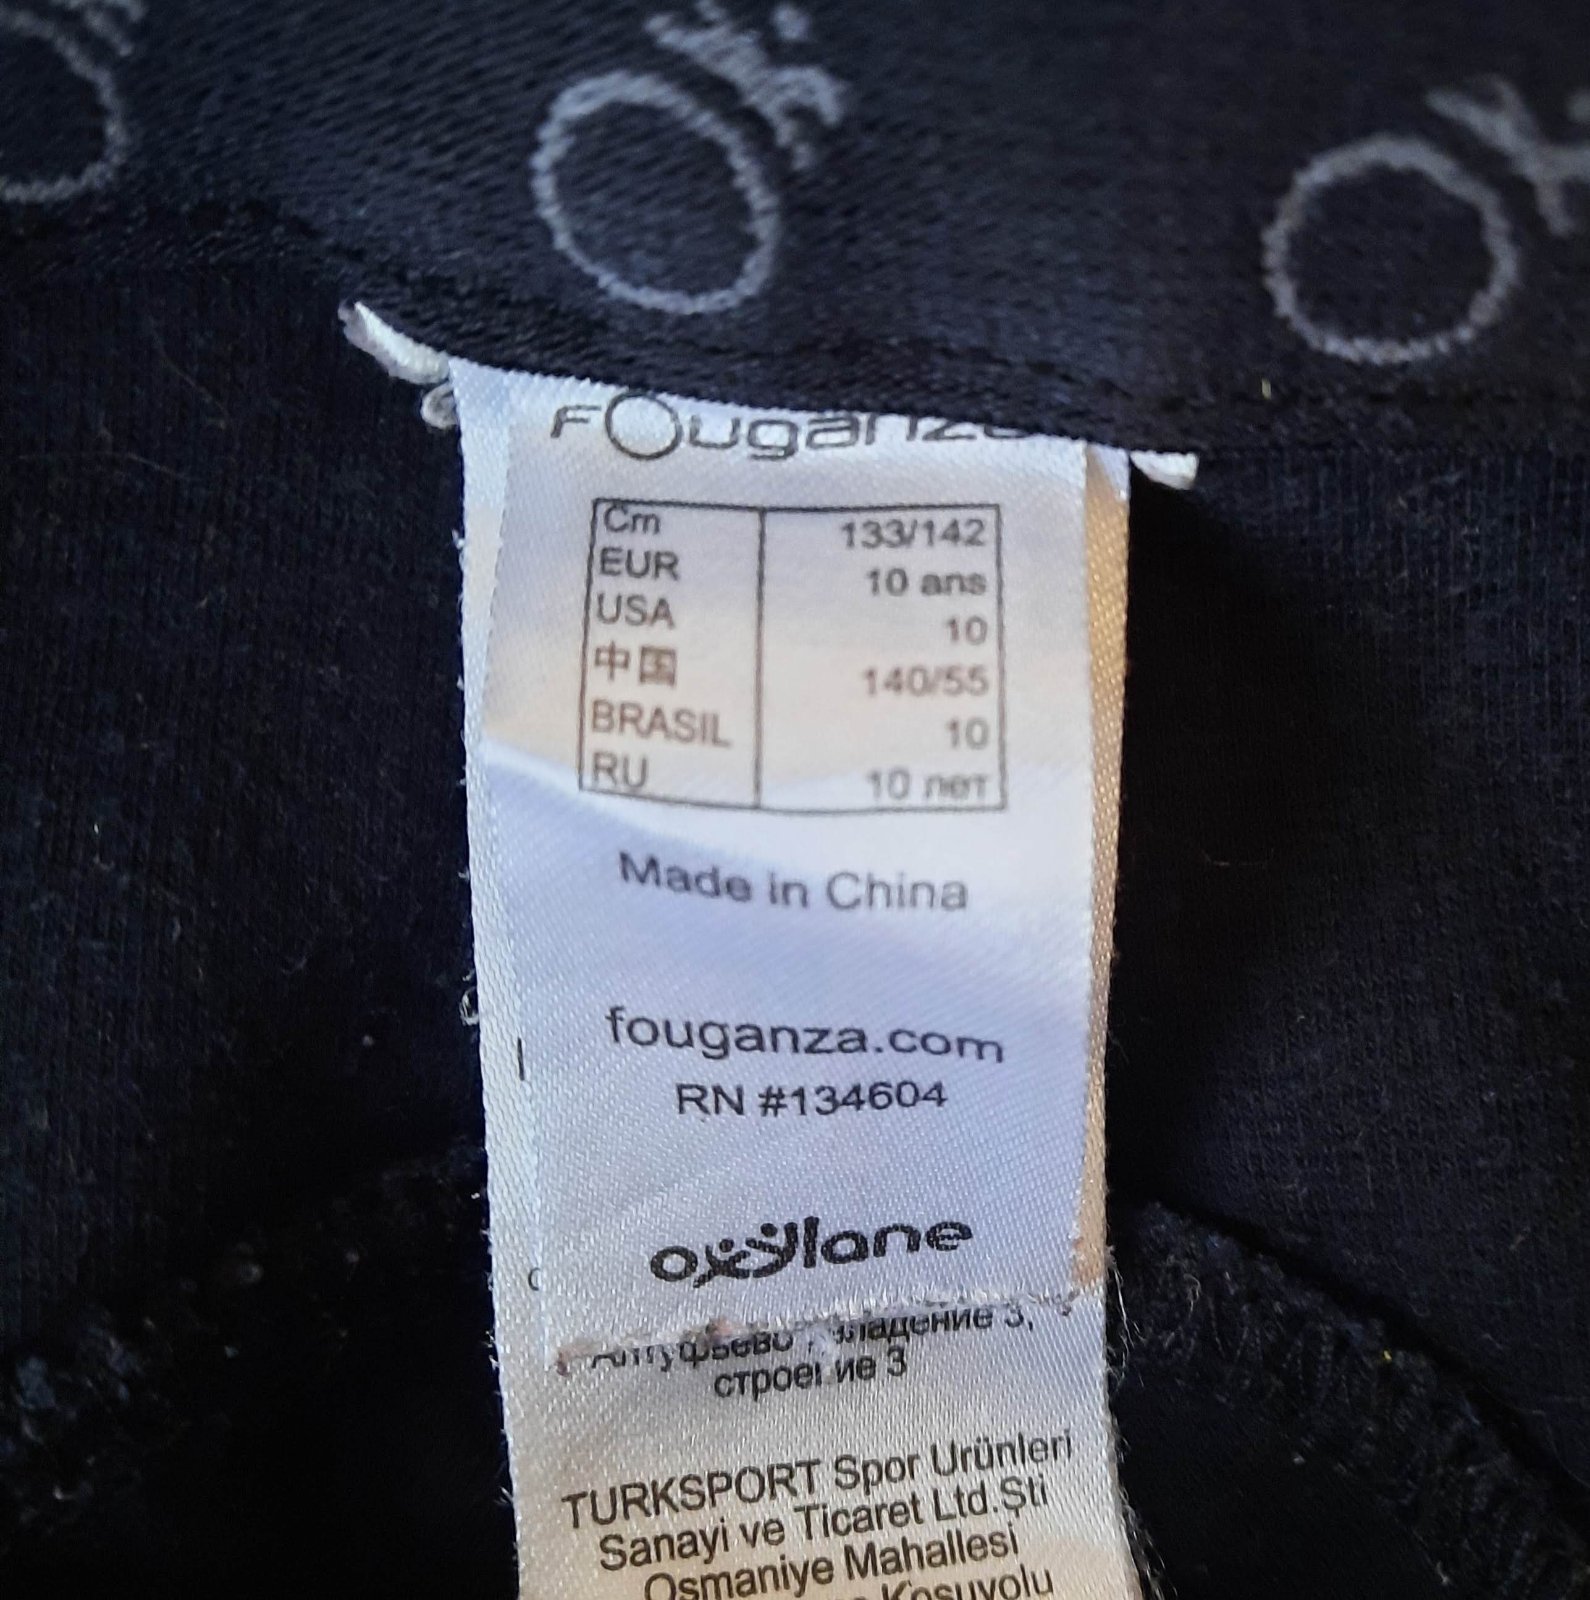 Fouganza
Cm 133/142
EUR 10 ans
USA 10
中国 140/55
BRASIL 10
RU 10 лет
Made in China
fouganza.com
RN #134604
oxylane
строение 3
TURKSPORT Spor Urünleri
Sanayi ve Ticaret Ltd.Şti
Osmaniye Mahallesi
Koşuyolu